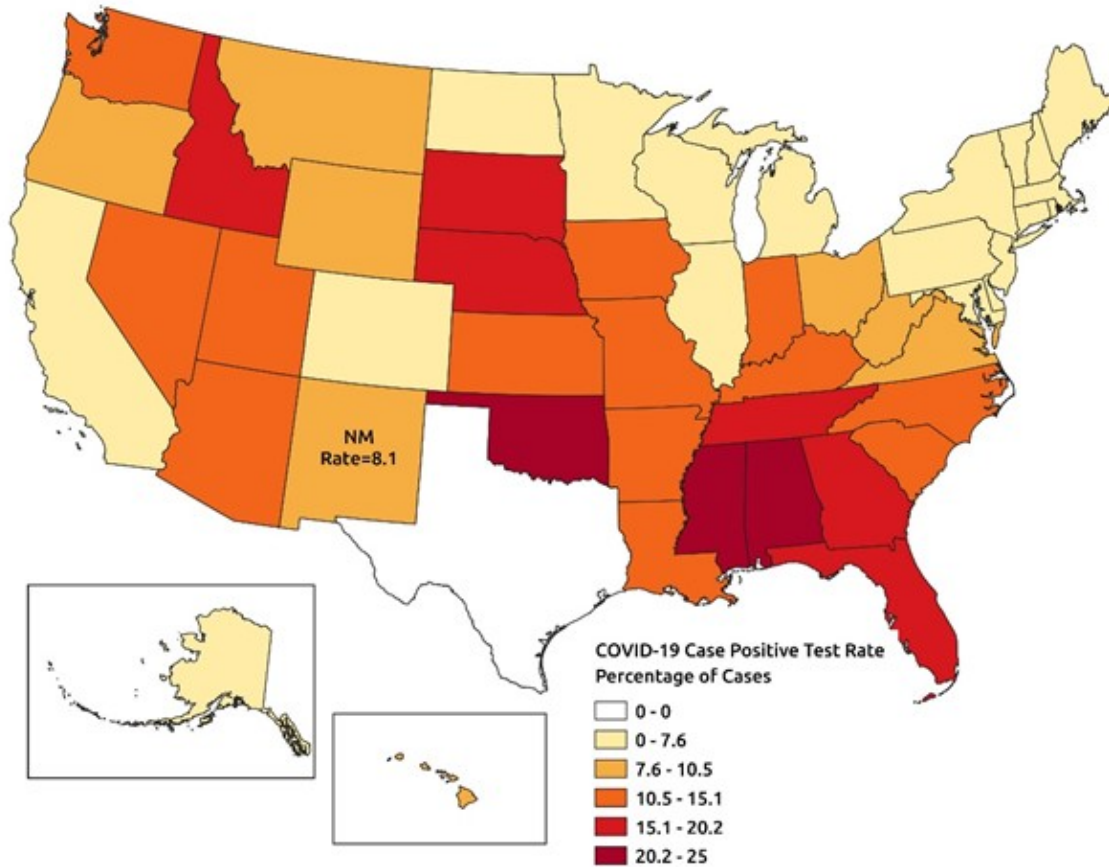 NM
Rate=8.1
COVID-19 Case Positive Test Rate
Percentage of Cases
0 - 0
0 - 7.6
7.6 - 10.5
10.5 - 15.1
15.1 - 20.2
20.2 - 25